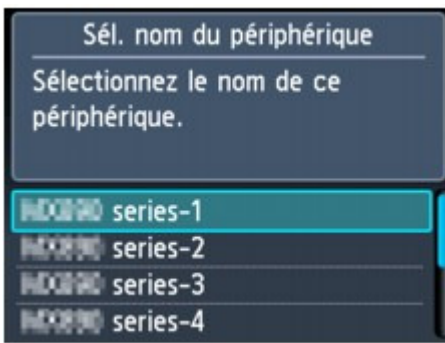 Sél. nom du périphérique
Sélectionnez le nom de ce
périphérique.
series-1
series-2
series-3
series-4